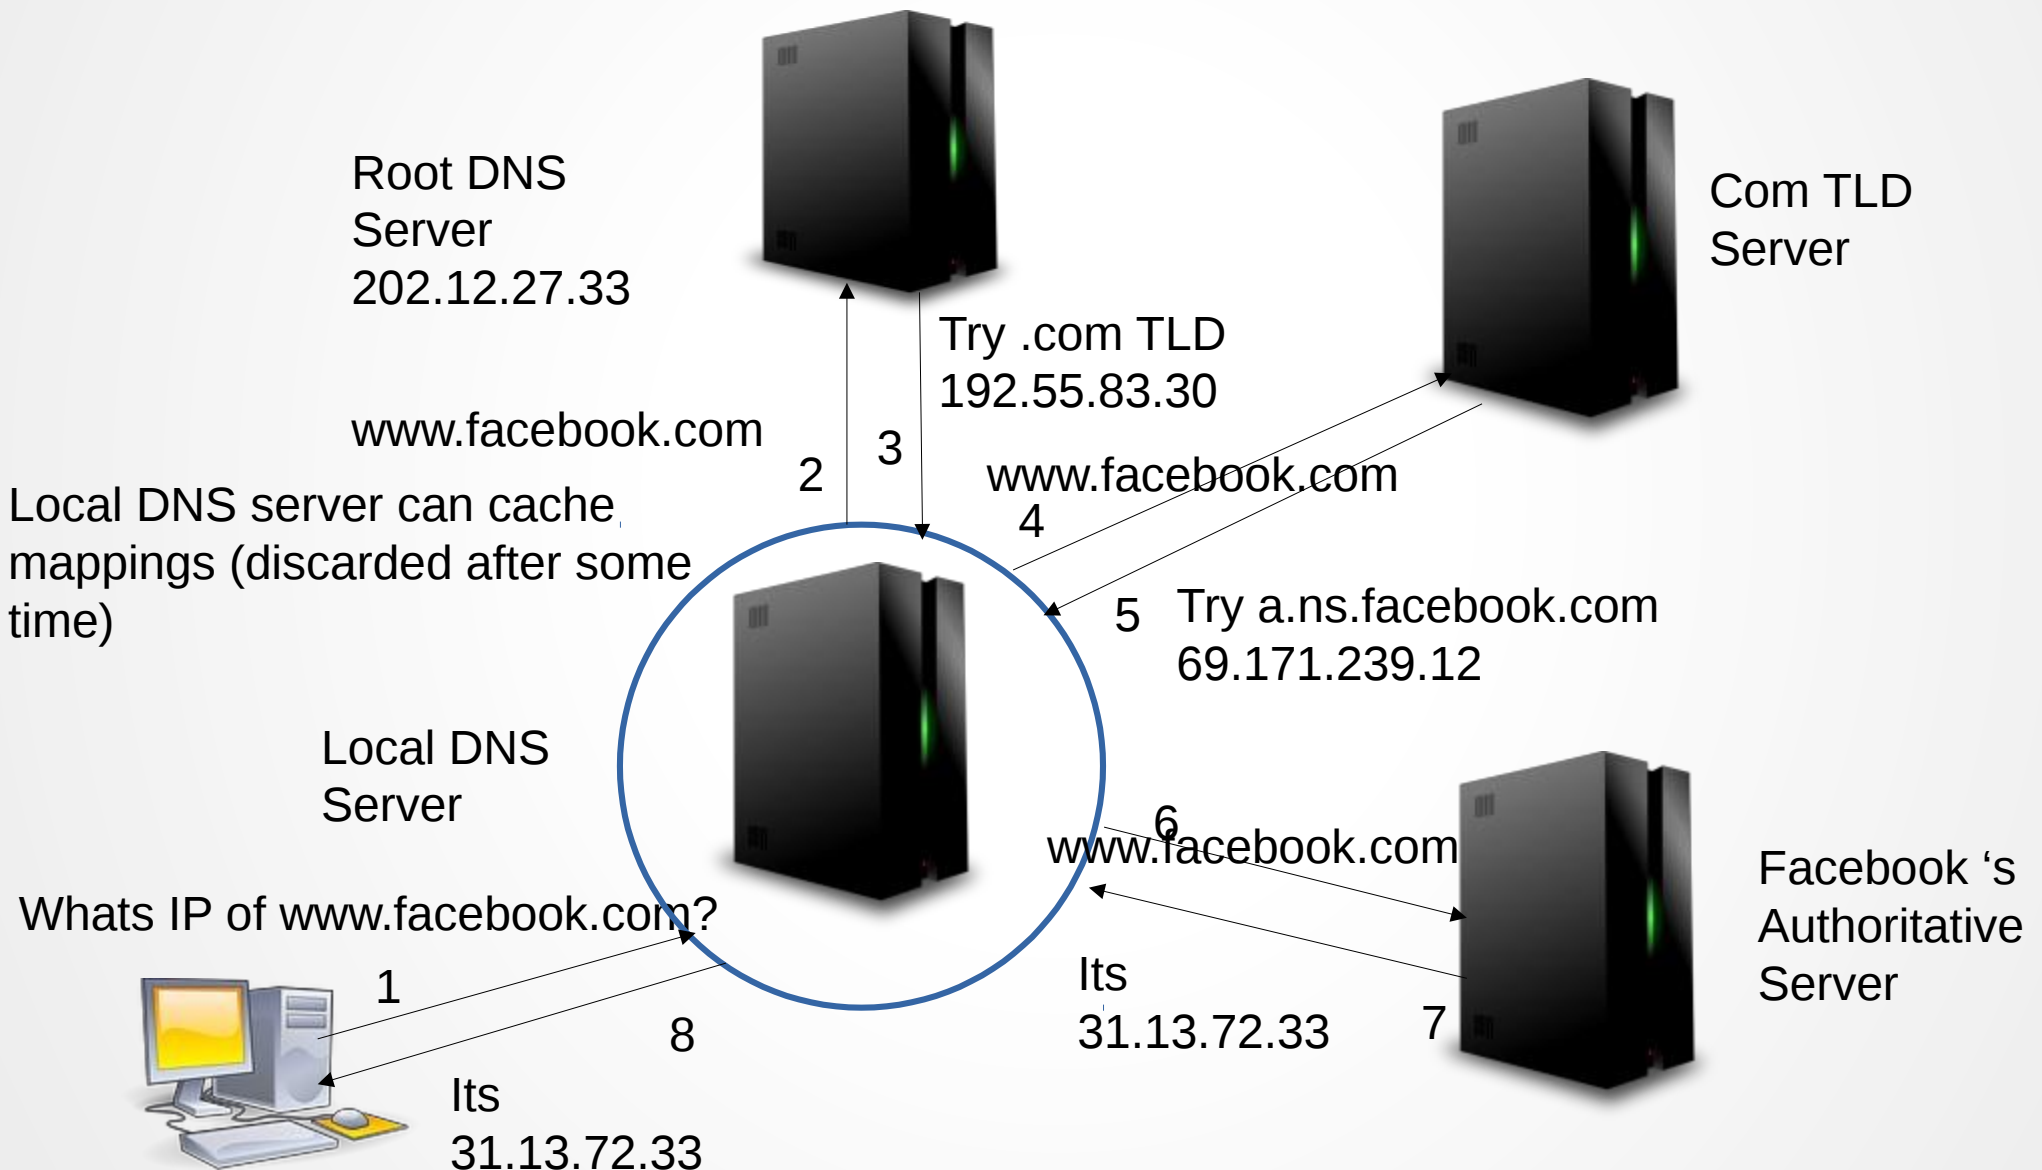 Root DNS
Server
202.12.27.33
Com TLD
Server
Try .com TLD
192.55.83.30
www.facebook.com
2
3
www.facebook.com
4
Local DNS server can cache
mappings (discarded after some
time)
5
Try a.ns.facebook.com
69.171.239.12
Local DNS
Server
6
www.facebook.com
Facebook ‘s
Authoritative
Server
Whats IP of www.facebook.com?
1
8
Its
31.13.72.33
7
Its
31.13.72.33